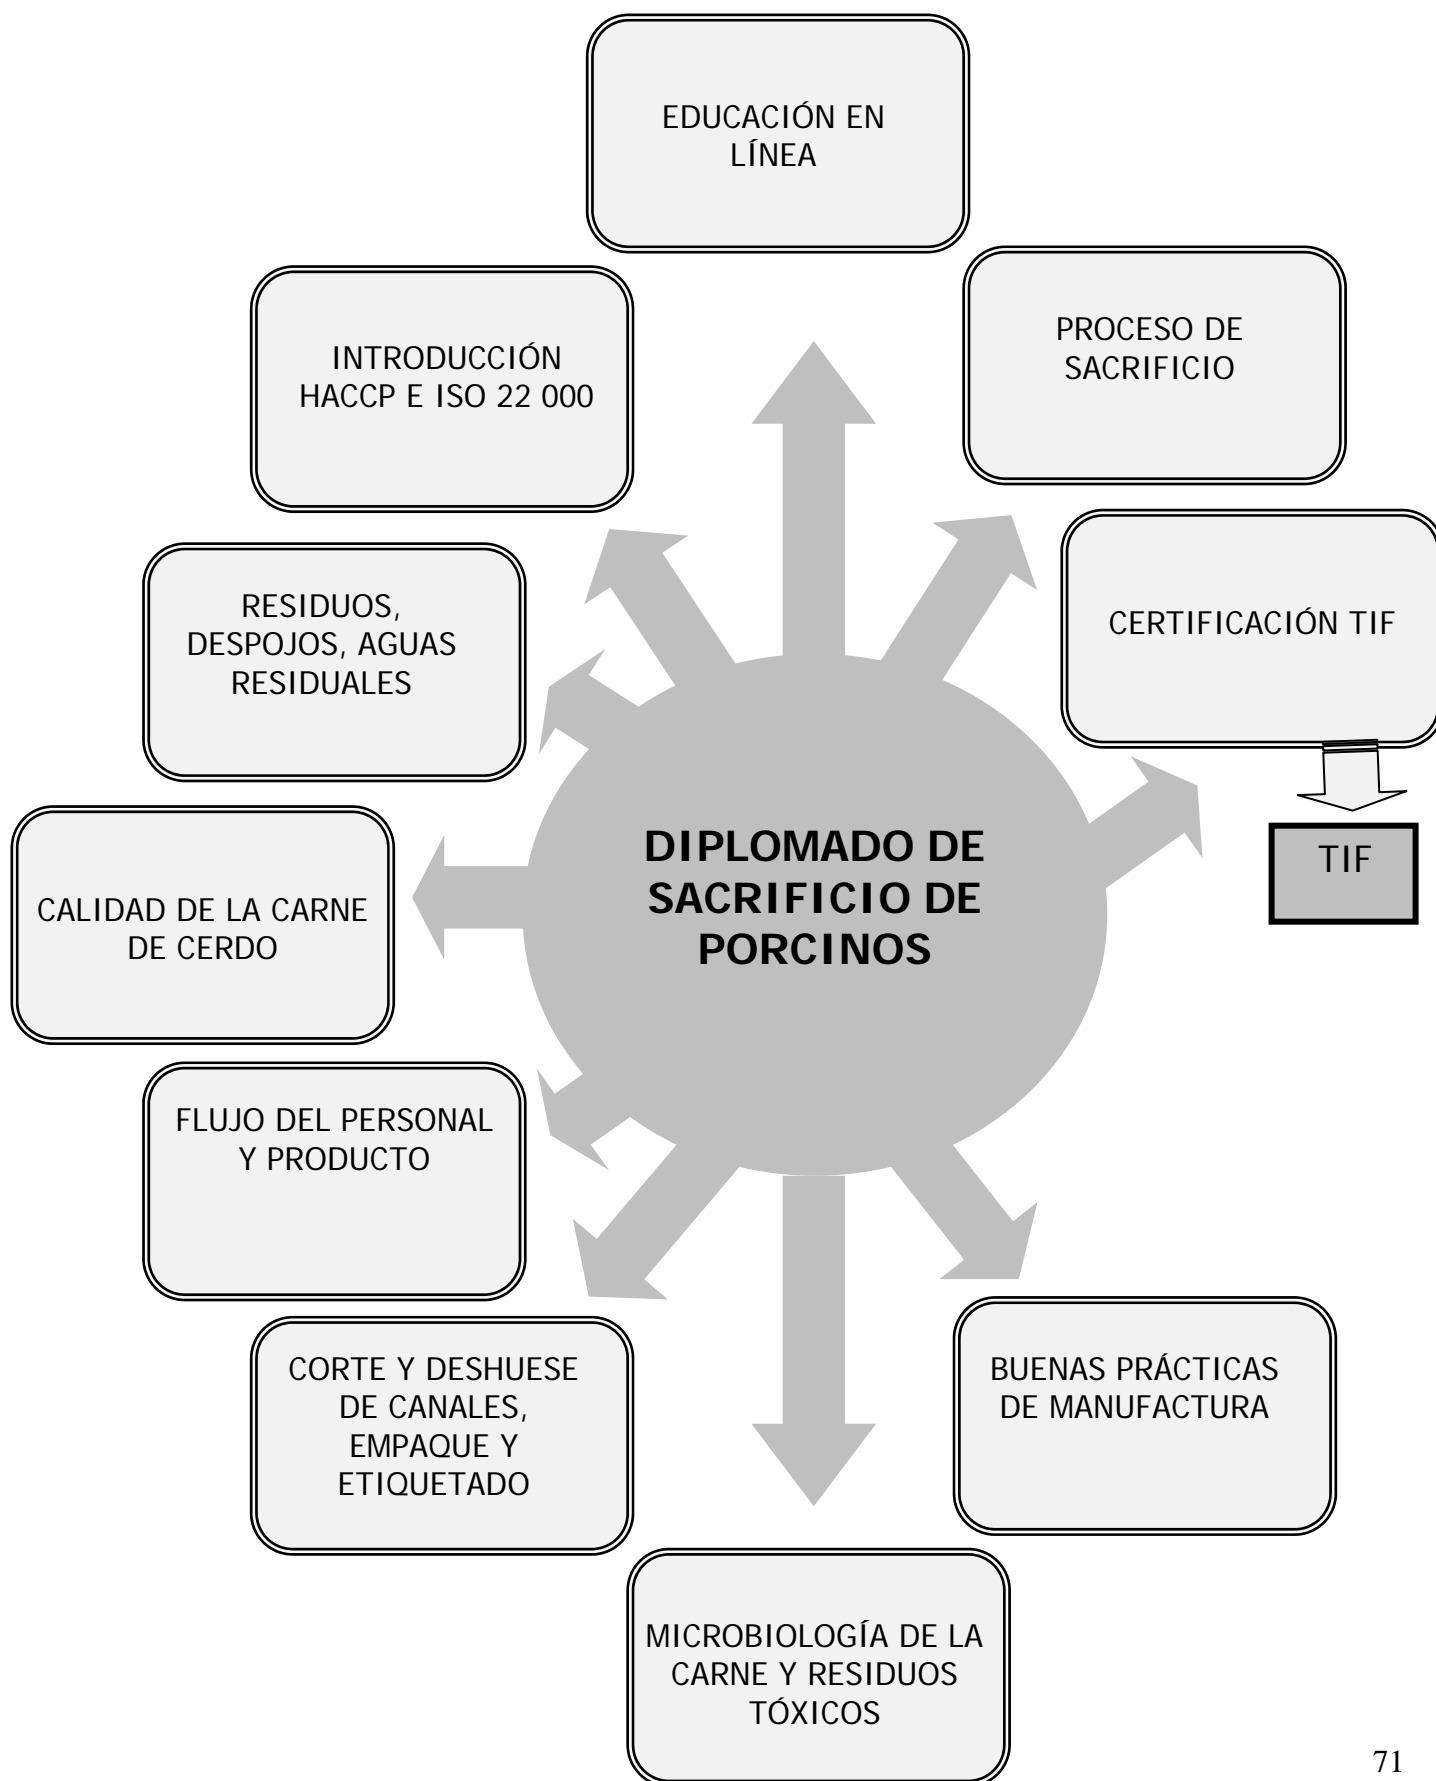 EDUCACIÓN EN
LÍNEA
PROCESO DE
SACRIFICIO
INTRODUCCIÓN
HACCP E ISO 22 000
CERTIFICACIÓN TIF
RESIDUOS,
DESPOJOS, AGUAS
RESIDUALES
TIF
DIPLOMADO DE
SACRIFICIO DE
PORCINOS
CALIDAD DE LA CARNE
DE CERDO
FLUJO DEL PERSONAL
Y PRODUCTO
CORTE Y DESHUESE
DE CANALES,
EMPAQUE Y
ETIQUETADO
BUENAS PRÁCTICAS
DE MANUFACTURA
MICROBIOLOGÍA DE LA
CARNE Y RESIDUOS
TÓXICOS
71